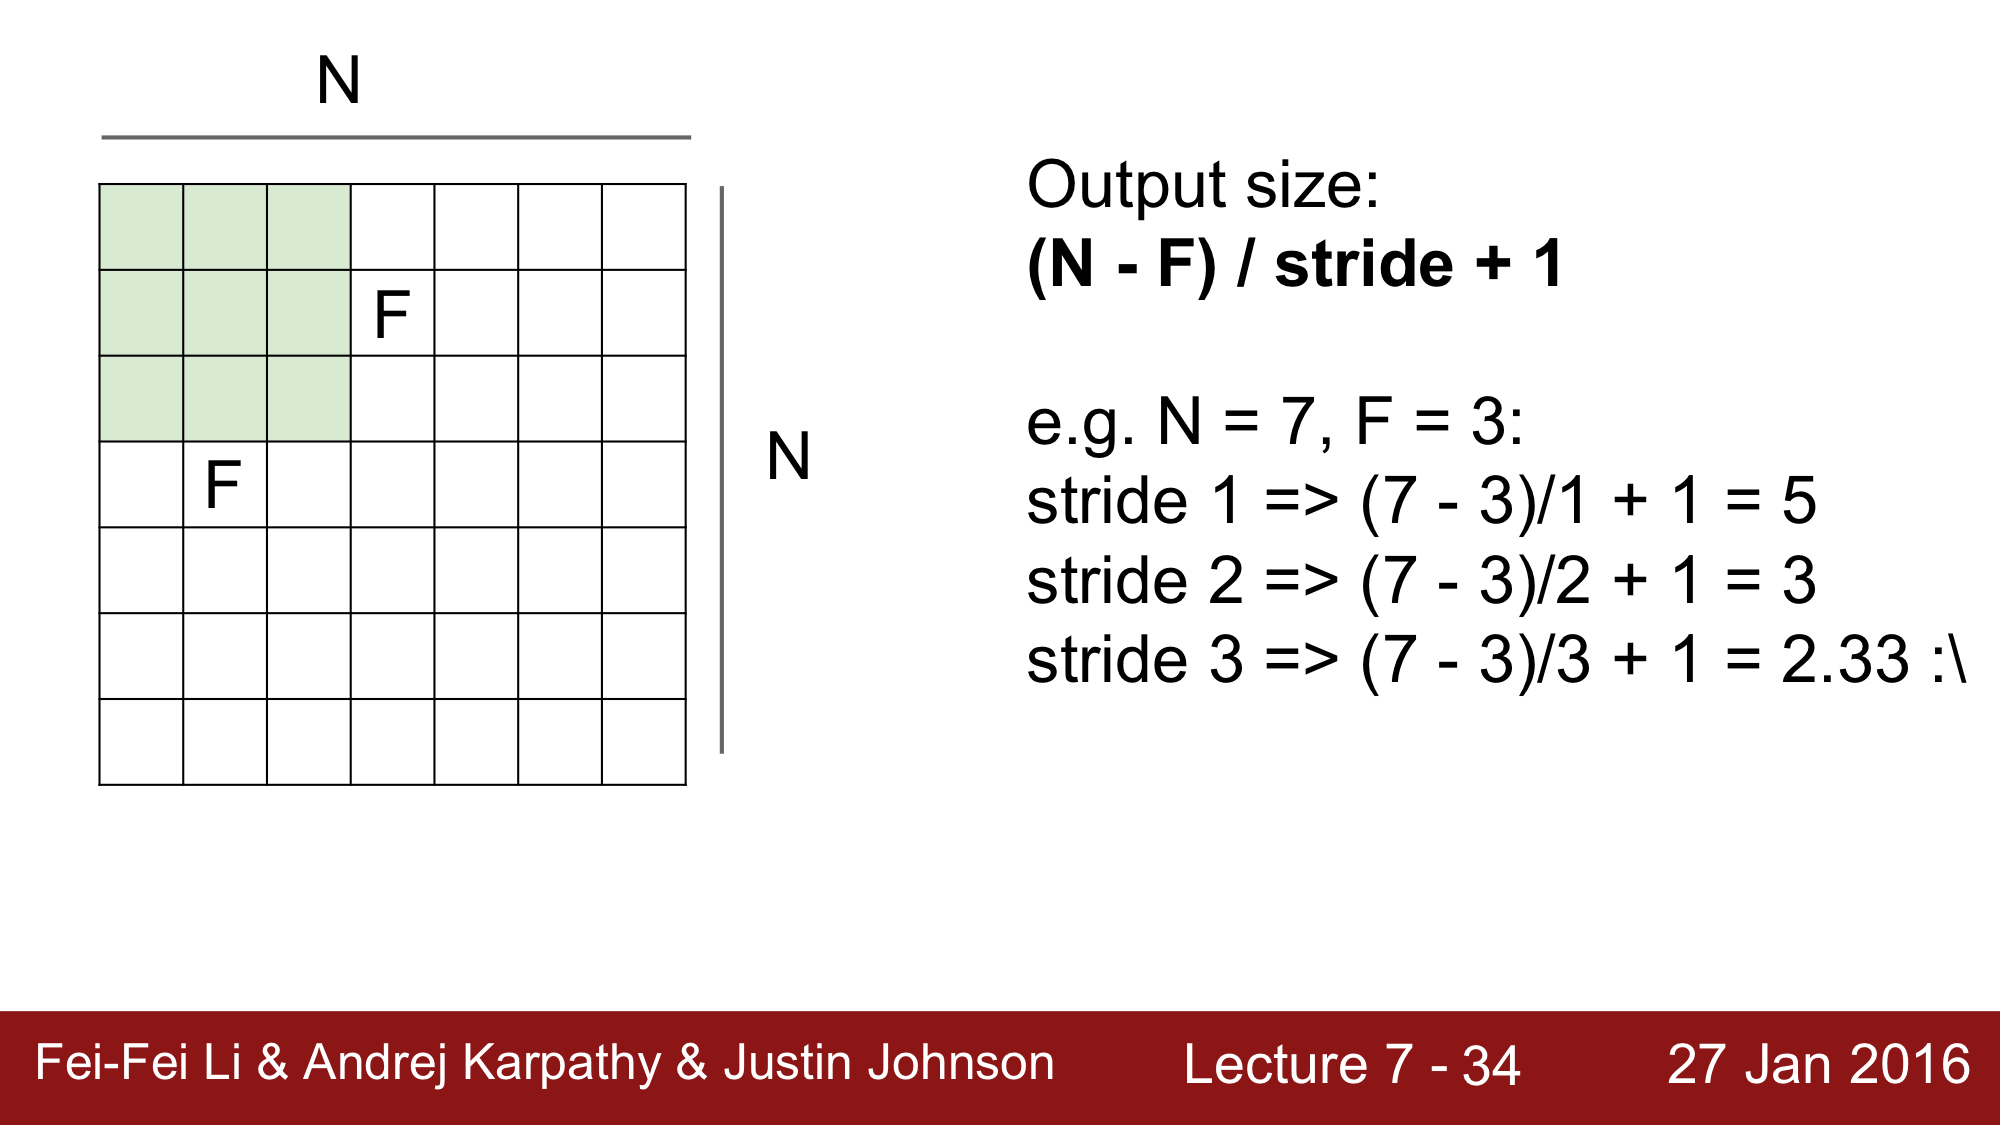 N
F
F
N
Output size:
(N - F) / stride + 1
e.g. N = 7, F = 3:
stride 1 => (7 - 3)/1 + 1 = 5
stride 2 => (7 - 3)/2 + 1 = 3
stride 3 => (7 - 3)/3 + 1 = 2.33 :\
Fei-Fei Li & Andrej Karpathy & Justin Johnson
Lecture 7 - 34
27 Jan 2016